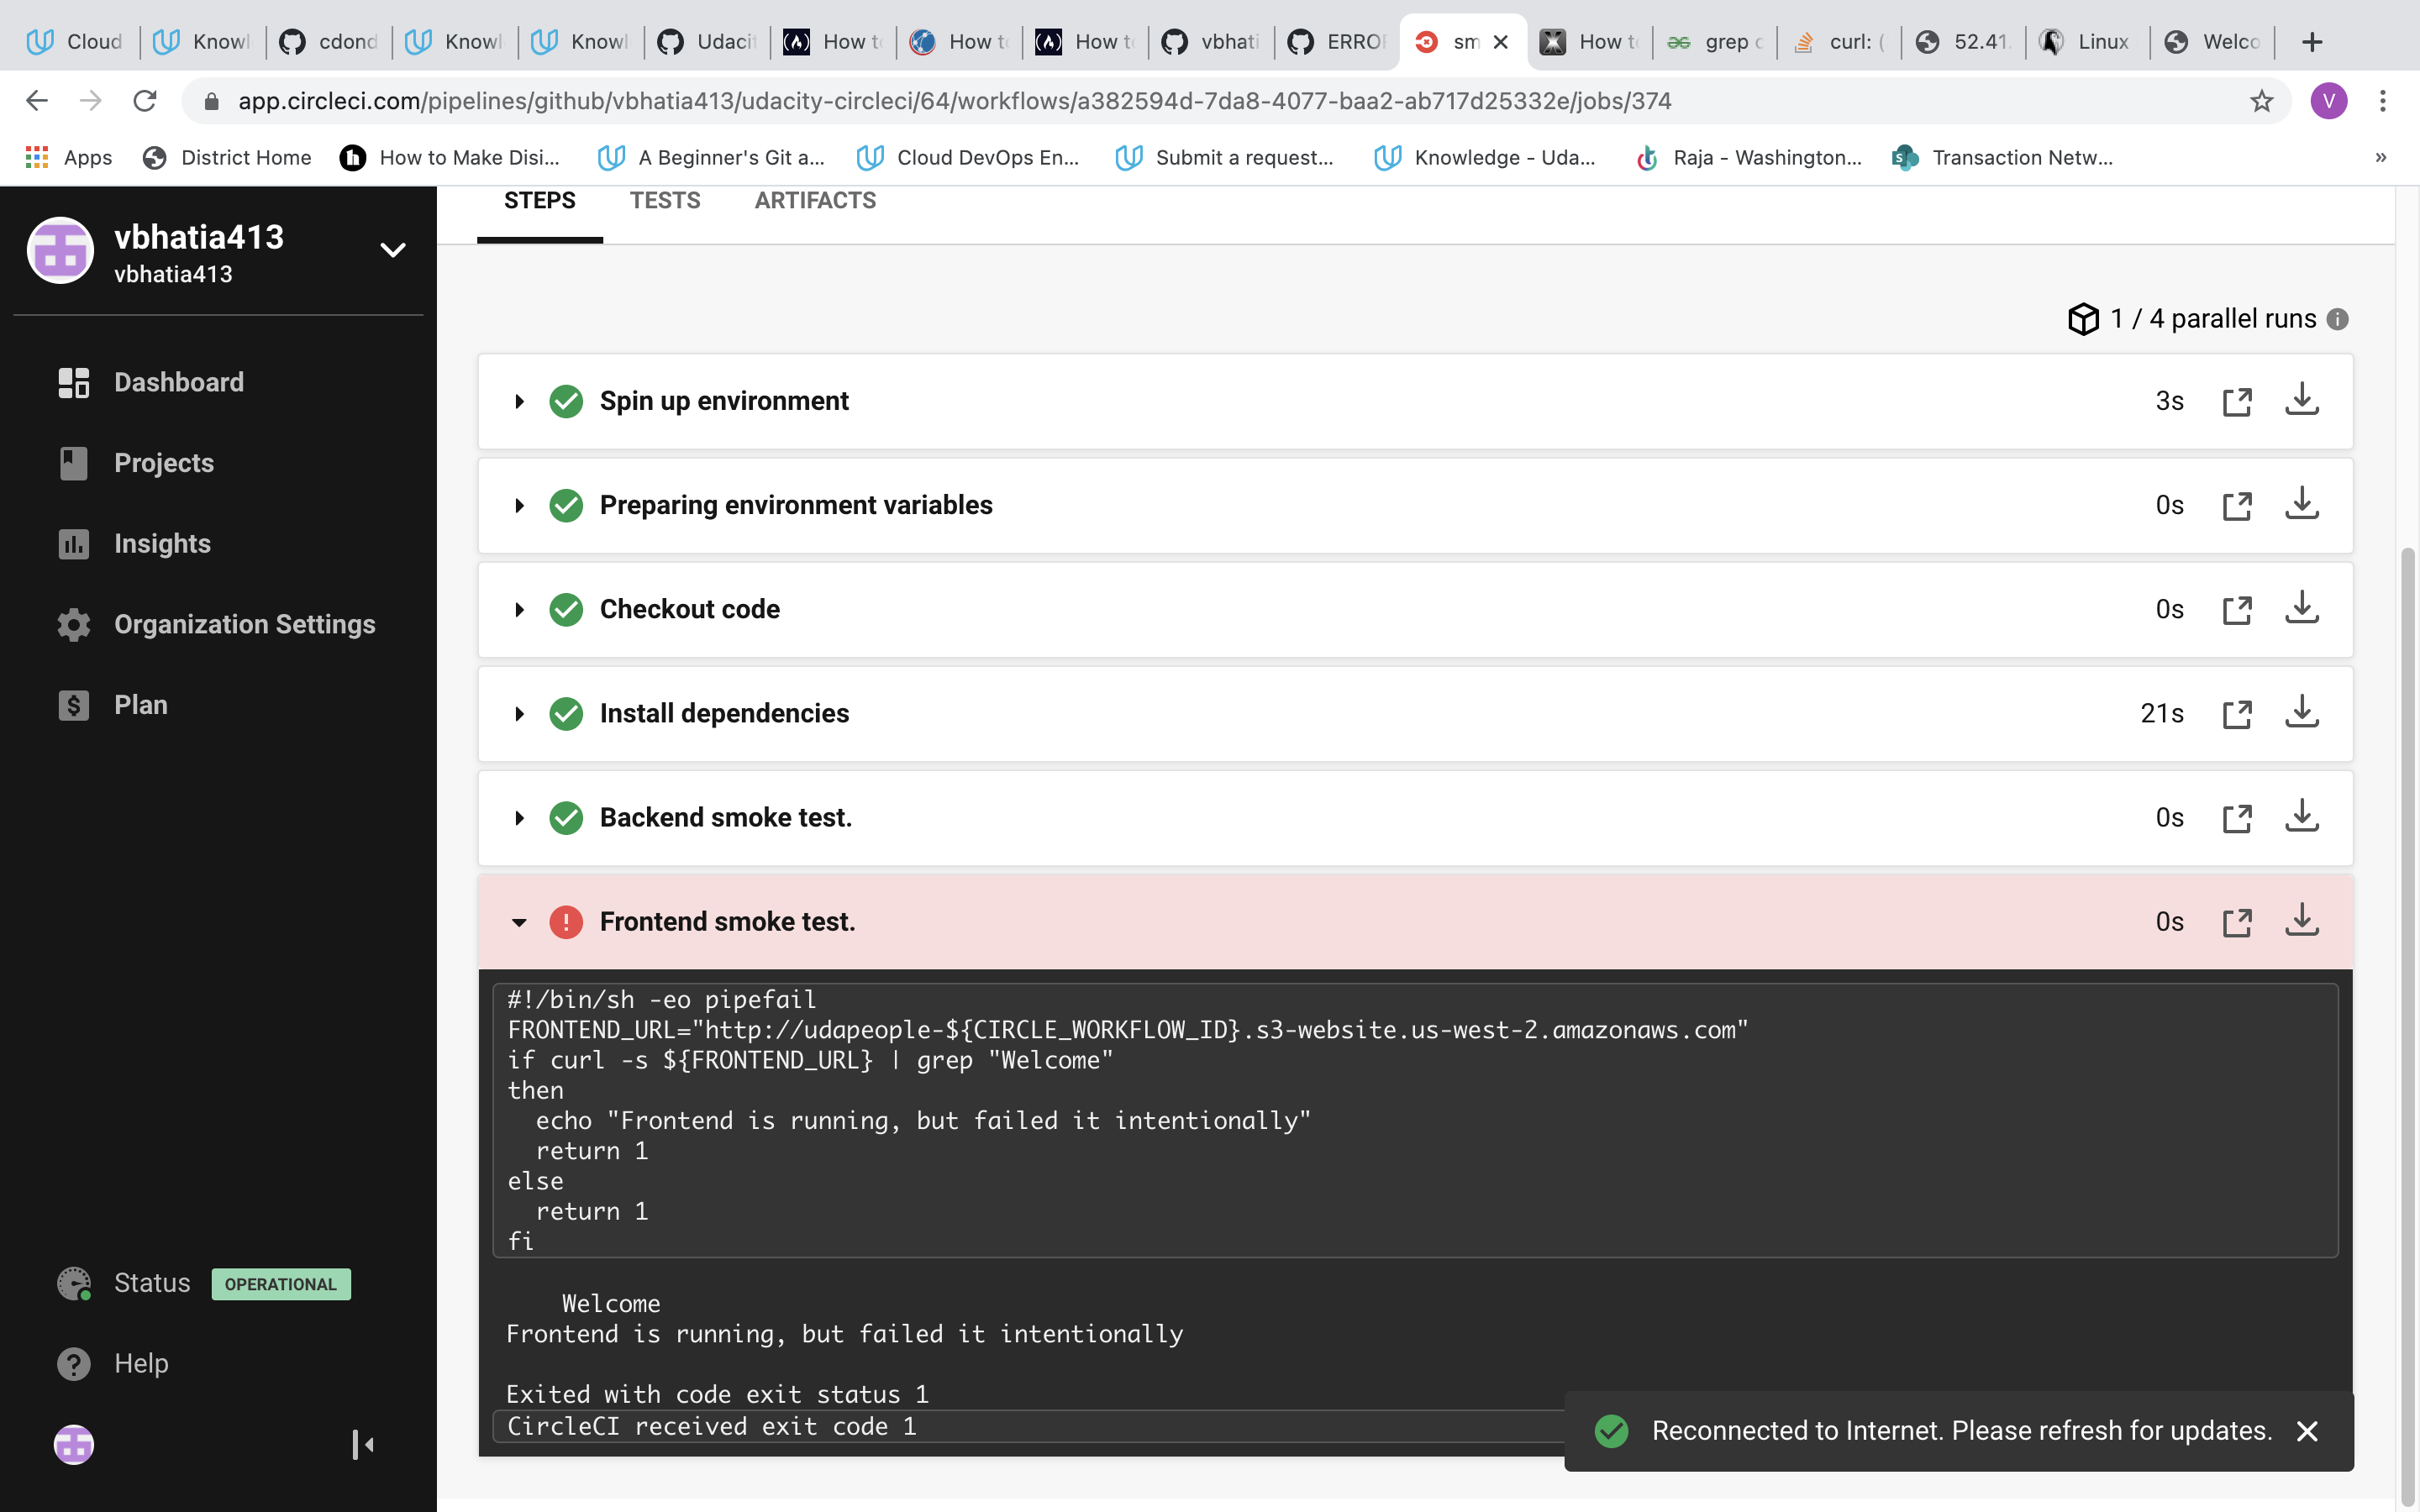 Cloud
Knowl
cdond
Knowl
Knowl
Udacit
How to
How to
How to
vbhati
ERROR
sm
How to
grep c
curl: (
52.41.
Linux
Welco
app.circleci.com/pipelines/github/vbhatia413/udacity-circleci/64/workflows/a382594d-7da8-4077-baa2-ab717d25332e/jobs/374
V
Apps
District Home
How to Make Disi...
A Beginner's Git a...
Cloud DevOps En...
Submit a request...
Knowledge - Uda...
Raja - Washington...
Transaction Netw...
»
vbhatia413
vbhatia413
Dashboard
Projects
Insights
Organization Settings
Plan
Status OPERATIONAL
Help
STEPS TESTS ARTIFACTS
1 / 4 parallel runs
Spin up environment 3s
Preparing environment variables 0s
Checkout code 0s
Install dependencies 21s
Backend smoke test. 0s
Frontend smoke test. 0s
#!/bin/sh -eo pipefail
FRONTEND_URL="http://udapeople-${CIRCLE_WORKFLOW_ID}.s3-website.us-west-2.amazonaws.com"
if curl -s ${FRONTEND_URL} | grep "Welcome"
then
  echo "Frontend is running, but failed it intentionally"
  return 1
else
  return 1
fi
Welcome
Frontend is running, but failed it intentionally
Exited with code exit status 1
CircleCI received exit code 1
Reconnected to Internet. Please refresh for updates.